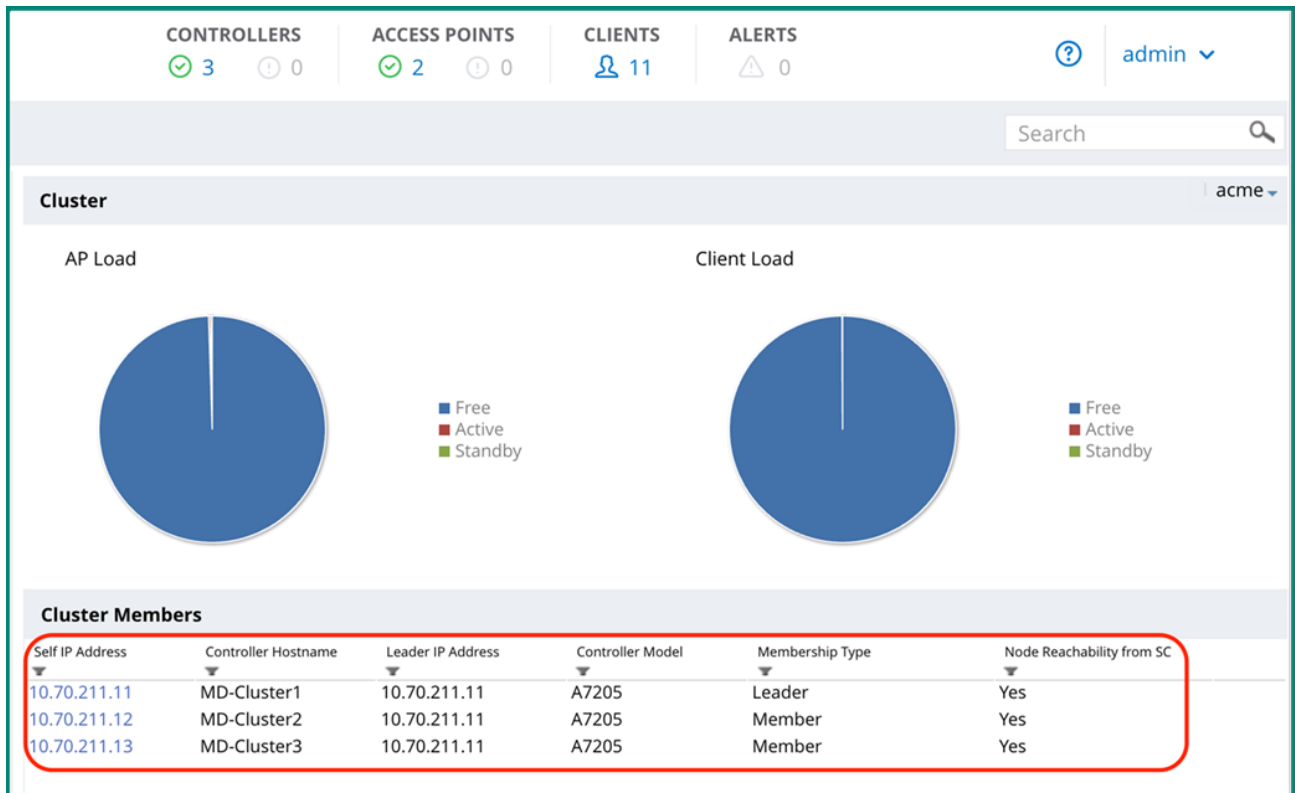 CONTROLLERS ACCESS POINTS CLIENTS ALERTS
3 0 2 0 11 0 admin
Search
Cluster acme
AP Load Client Load
Free Free
Active Active
Standby Standby
Cluster Members
Self IP Address Controller Hostname Leader IP Address Controller Model Membership Type Node Reachability from SC
10.70.211.11 MD-Cluster1 10.70.211.11 A7205 Leader Yes
10.70.211.12 MD-Cluster2 10.70.211.11 A7205 Member Yes
10.70.211.13 MD-Cluster3 10.70.211.11 A7205 Member Yes